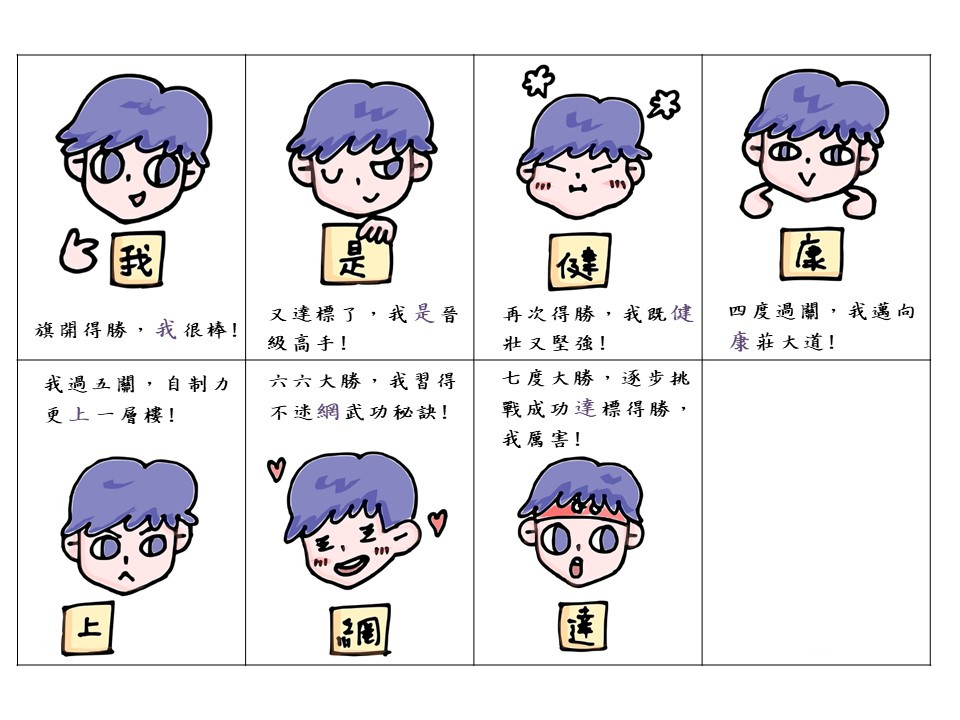 我
旗開得勝，我很棒!
是
又達標了，我是晉
級高手!
健
再次得勝，我既健
壯又堅強!
康
四度過關，我邁向
康莊大道!
我過五關，自制力
更上一層樓!
上
六六大勝，我習得
不迷網武功秘訣!
網
七度大勝，逐步挑
戰成功達標得勝，
我厲害!
達